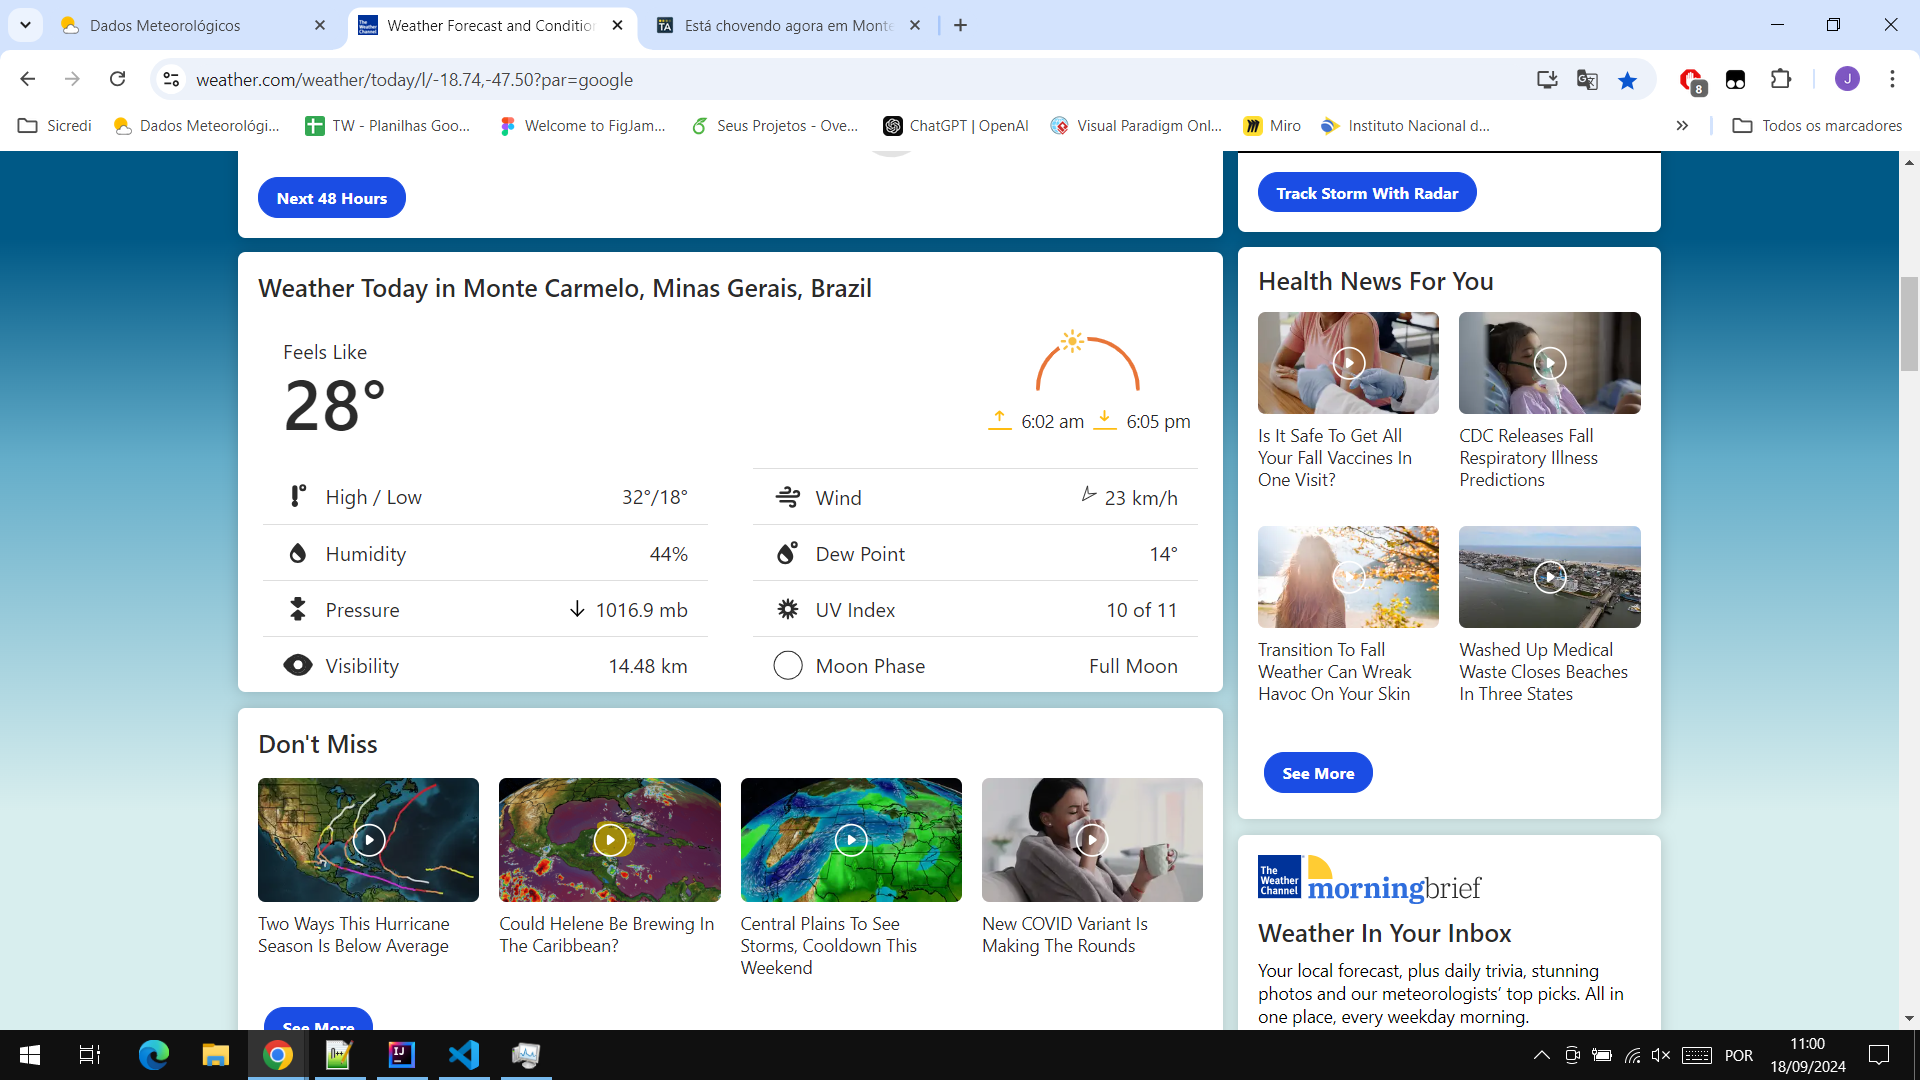 Dados Meteorológicos
Weather Forecast and Conditio
Está chovendo agora em Monte
weather.com/weather/today/l/-18.74,-47.50?par=google
8
J
Sicredi
Dados Meteorológi...
TW - Planilhas Goo...
Welcome to FigJam...
Seus Projetos - Ove...
ChatGPT | OpenAI
Visual Paradigm Onl...
Miro
Instituto Nacional d...
Todos os marcadores
Next 48 Hours
Track Storm With Radar
Weather Today in Monte Carmelo, Minas Gerais, Brazil
Feels Like
28°
6:02 am
6:05 pm
High / Low
32°/18°
Wind
23 km/h
Humidity
44%
Dew Point
14°
Pressure
1016.9 mb
UV Index
10 of 11
Visibility
14.48 km
Moon Phase
Full Moon
Health News For You
Is It Safe To Get All
Your Fall Vaccines In
One Visit?
CDC Releases Fall
Respiratory Illness
Predictions
Transition To Fall
Weather Can Wreak
Havoc On Your Skin
Washed Up Medical
Waste Closes Beaches
In Three States
See More
Don't Miss
Two Ways This Hurricane
Season Is Below Average
Could Helene Be Brewing In
The Caribbean?
Central Plains To See
Storms, Cooldown This
Weekend
New COVID Variant Is
Making The Rounds
See More
The
Weather
Channel
morningbrief
Weather In Your Inbox
Your local forecast, plus daily trivia, stunning
photos and our meteorologists' top picks. All in
one place, every weekday morning.
POR
11:00
18/09/2024